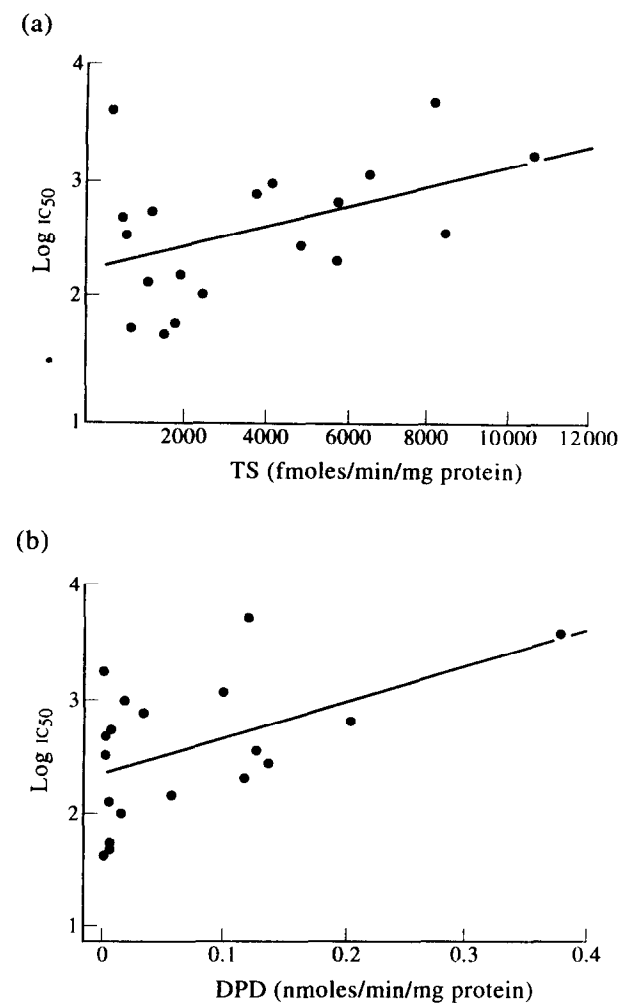 (a)
4
3
2
1
Log IC50
2000 4000 6000 8000 10000 12000
TS (fmoles/min/mg protein)
(b)
4
3
2
1
Log IC50
0 0.1 0.2 0.3 0.4
DPD (nmoles/min/mg protein)